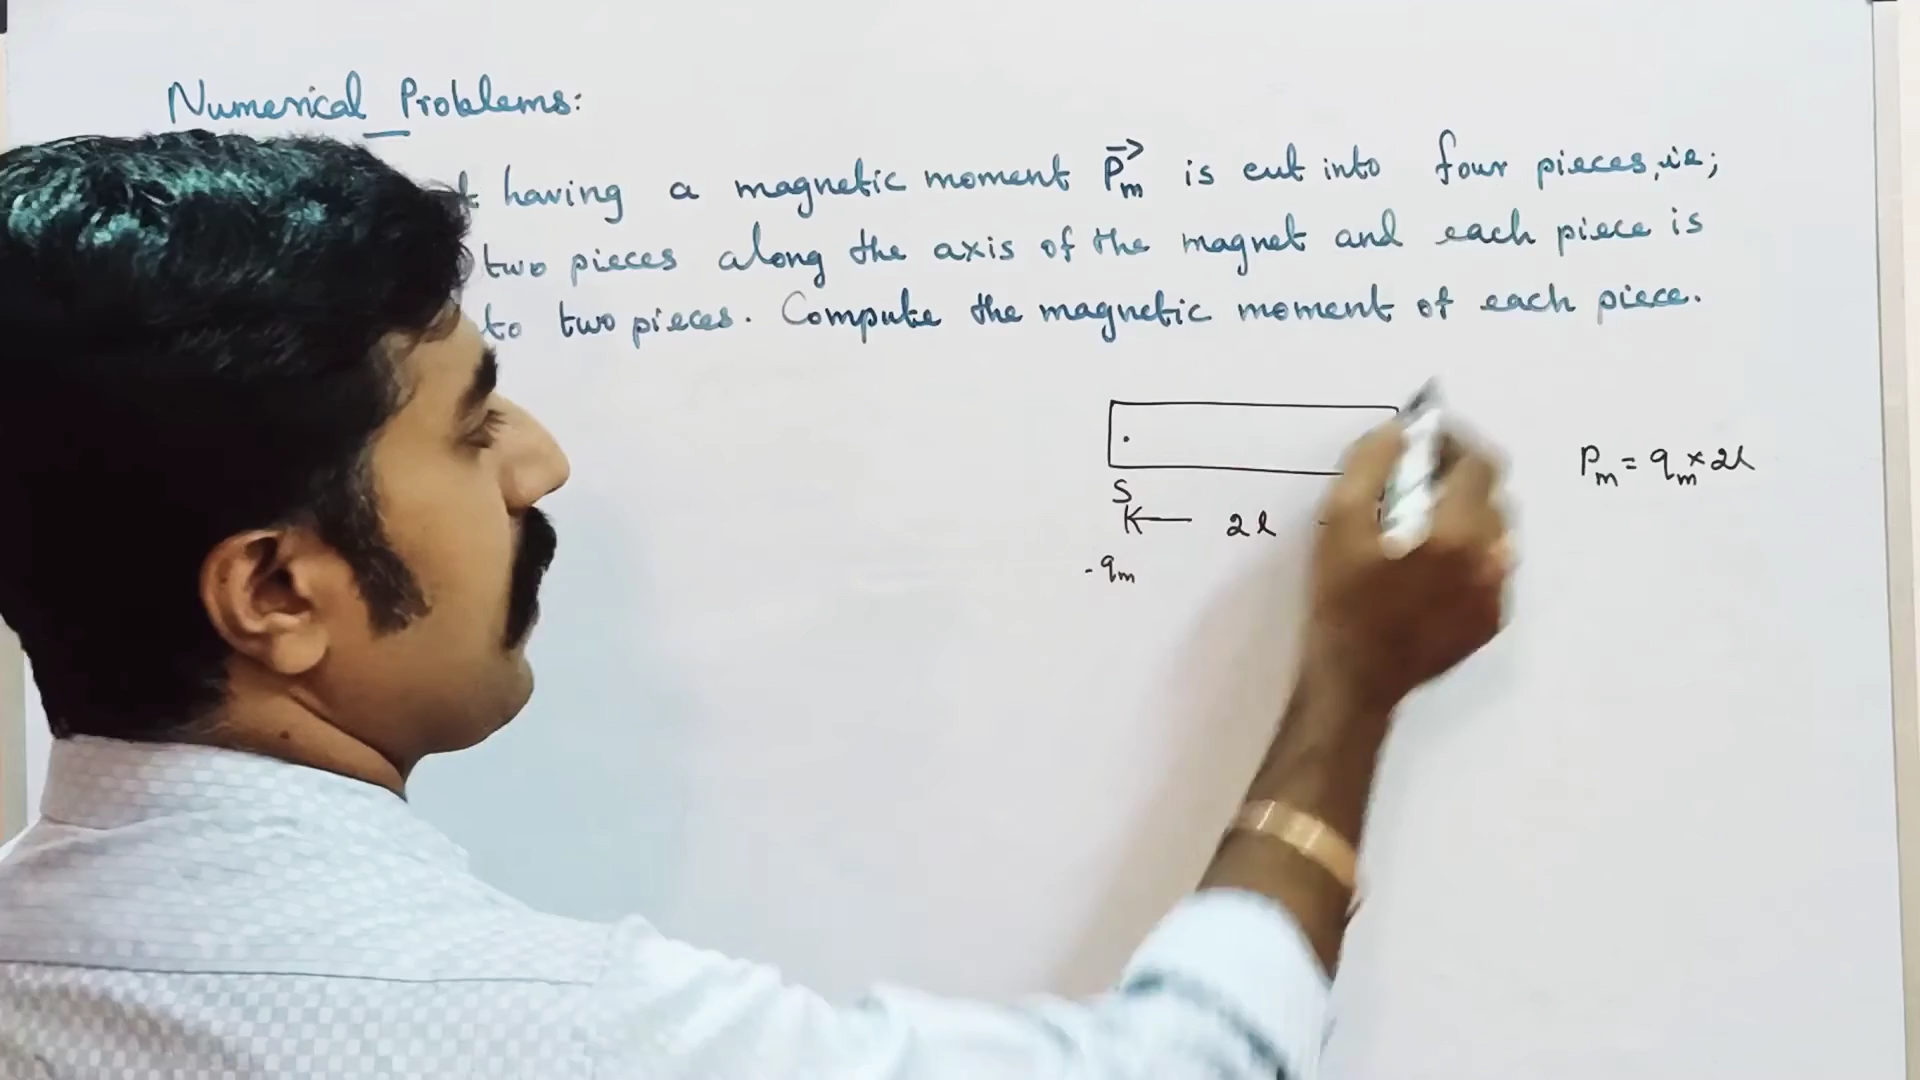 Numerical Problems:
having a magnetic moment P⃗m is cut into four pieces, ie;
two pieces along the axis of the magnet and each piece is
to two pieces. Compute the magnetic moment of each piece.
Pm = qm × 2l
S
2l
-qm